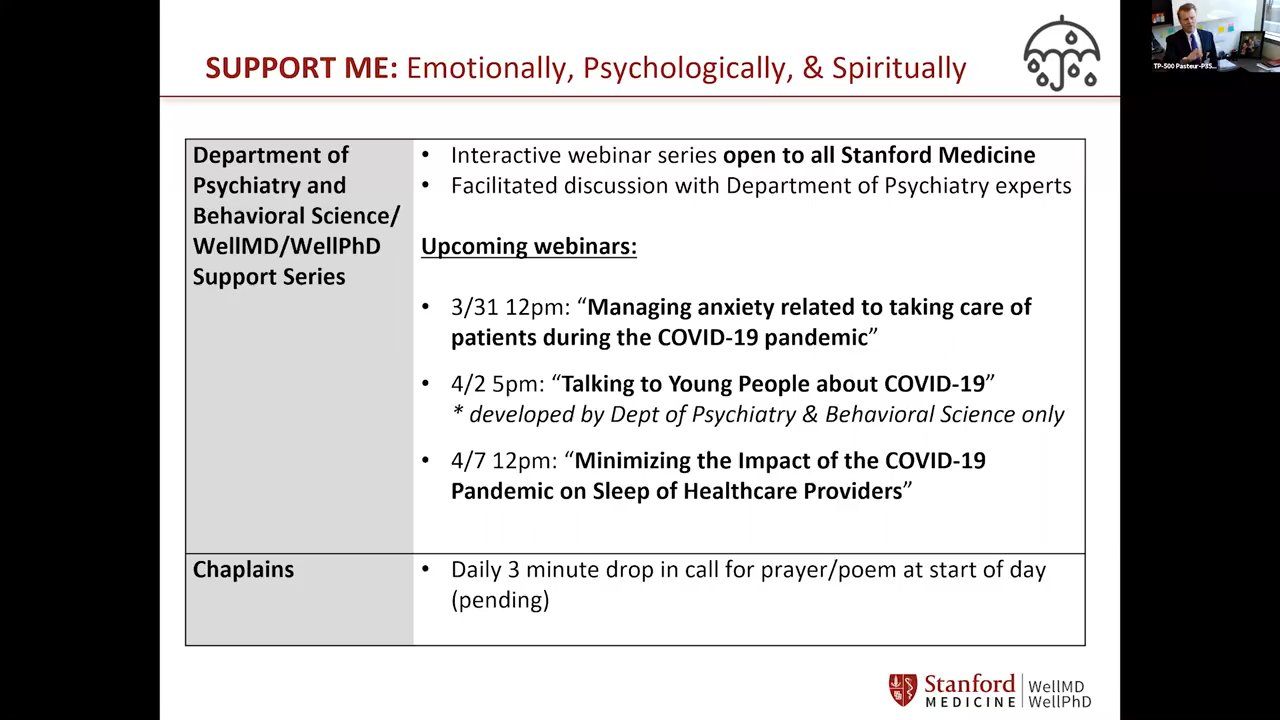 SUPPORT ME: Emotionally, Psychologically, & Spiritually
TP-500 Pasteur-P35...
Department of
Psychiatry and
Behavioral Science/
WellMD/WellPhD
Support Series
• Interactive webinar series open to all Stanford Medicine
• Facilitated discussion with Department of Psychiatry experts
Upcoming webinars:
• 3/31 12pm: “Managing anxiety related to taking care of
patients during the COVID-19 pandemic”
• 4/2 5pm: “Talking to Young People about COVID-19”
* developed by Dept of Psychiatry & Behavioral Science only
• 4/7 12pm: “Minimizing the Impact of the COVID-19
Pandemic on Sleep of Healthcare Providers”
Chaplains
• Daily 3 minute drop in call for prayer/poem at start of day
(pending)
Stanford
MEDICINE
WellMD
WellPhD